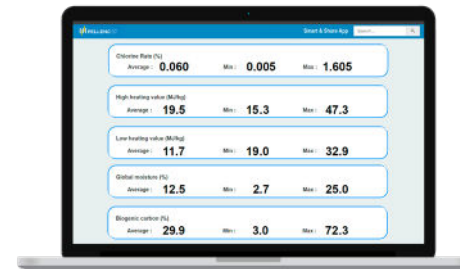 PELLENC
Smart & Share App
Search...
Chlorine Rate (%)
Average : 0.060 Min : 0.005 Max : 1.605
High heating value (MJ/kg)
Average : 19.5 Min : 15.3 Max : 47.3
Low heating value (MJ/kg)
Average : 11.7 Min : 19.0 Max : 32.9
Global moisture (%)
Average : 12.5 Min : 2.7 Max : 25.0
Biogenic carbon (%)
Average : 29.9 Min : 3.0 Max : 72.3